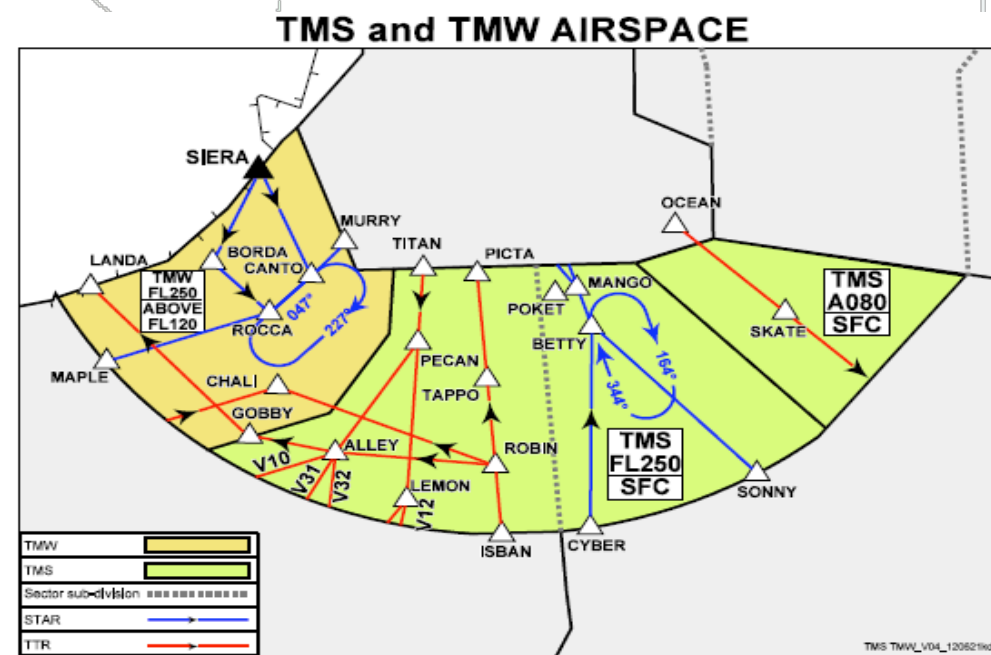 TMS and TMW AIRSPACE
SIERA
OCEAN
MURRY
TITAN
PICTA
LANDA
BORDA
CANTO
TMW
FL250
ABOVE
FL120
ROCCA
047°
227°
POKET
MANGO
TMS
A080
SFC
SKATE
MAPLE
CHALI
PECAN
BETTY
TAPPO
164°
344°
GOBBY
ALLEY
ROBIN
V10
V31
V32
LEMON
V12
TMS
FL250
SFC
SONNY
ISBAN
CYBER
TMW
TMS
Sector sub-division
STAR
TTR